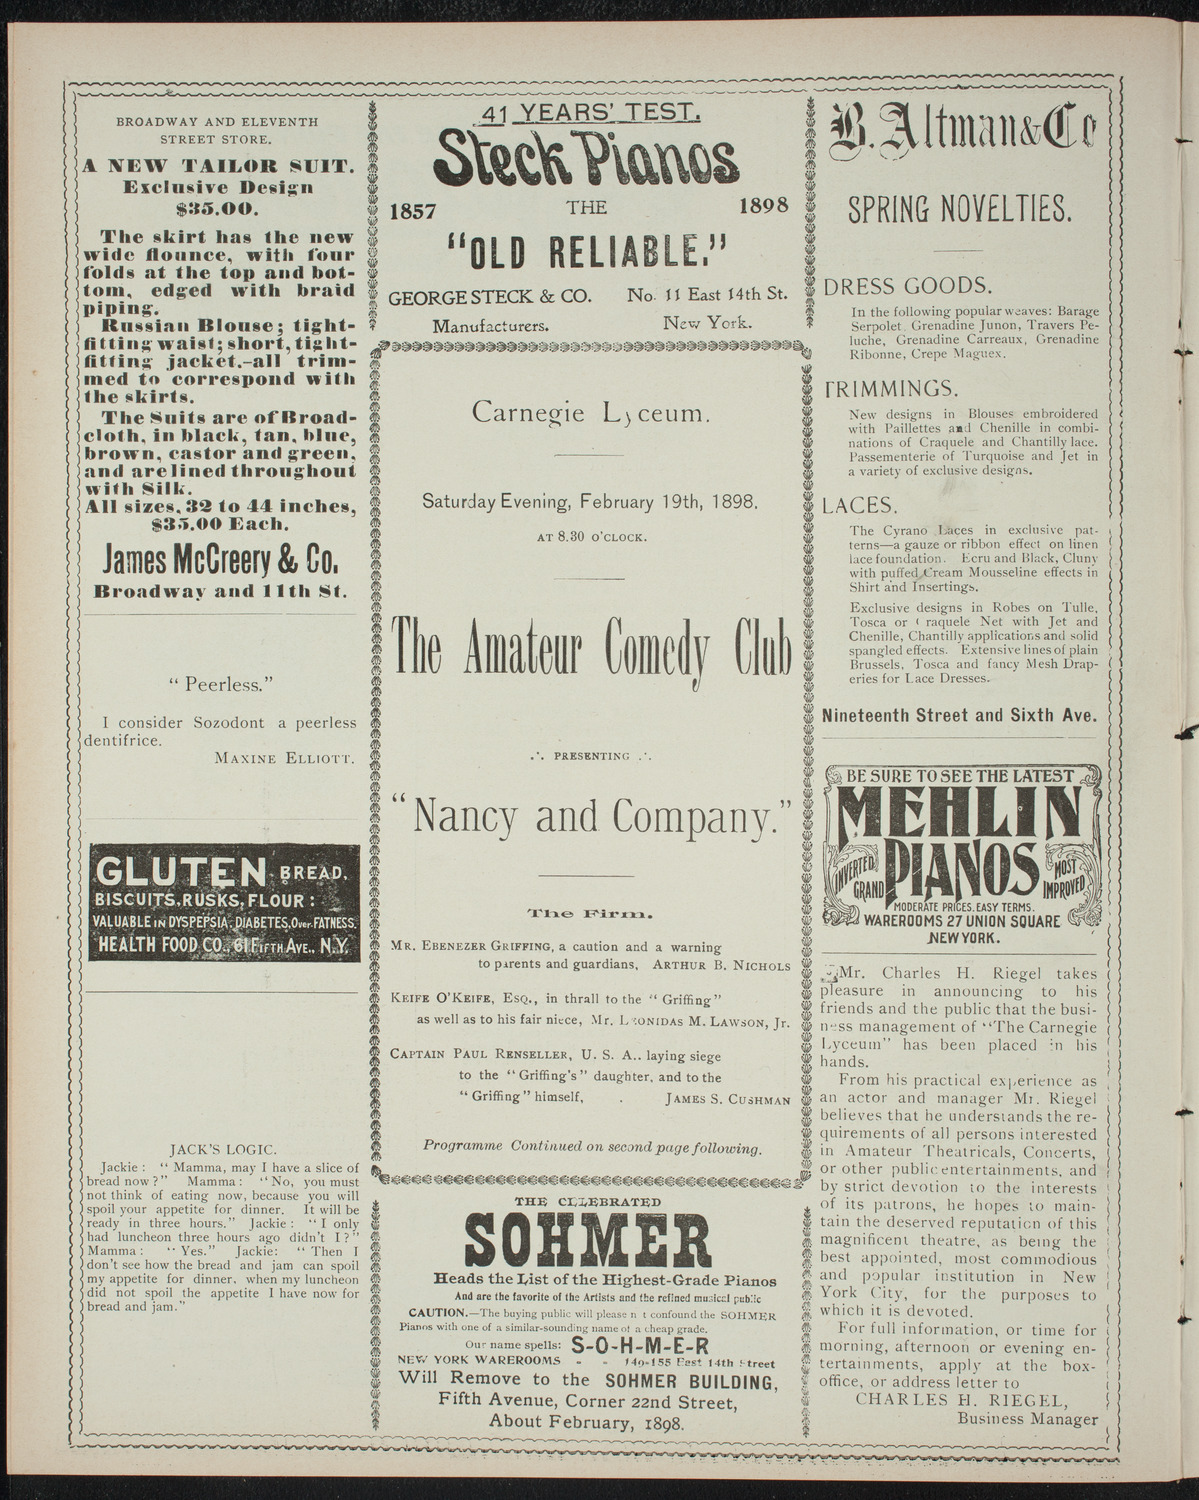 BROADWAY AND ELEVENTH
STREET STORE.
A NEW TAILOR SUIT.
Exclusive Design
$35.00.
The skirt has the new
wide flounce, with four
folds at the top and bot-
tom, edged with braid
piping.
Russian Blouse; tight-
fitting waist; short, tight-
fitting jacket,-all trim-
med to correspond with
the skirts.
The Suits are of Broad-
cloth, in black, tan, blue,
brown, castor and green,
and are lined throughout
with Silk.
All sizes, 32 to 44 inches,
$35.00 Each.
James McCreery & Co.
Broadway and 11th St.
"Peerless."
I consider Sozodont a peerless
dentifrice.
MAXINE ELLIOTT.
GLUTEN BREAD,
BISCUITS, RUSKS, FLOUR:
VALUABLE IN DYSPEPSIA, DIABETES, Over-FATNESS.
HEALTH FOOD CO., 61 FIFTH AVE., N.Y.
JACK'S LOGIC.
Jackie: "Mamma, may I have a slice of
bread now?" Mamma: "No, you must
not think of eating now, because you will
spoil your appetite for dinner. It will be
ready in three hours." Jackie: "I only
had luncheon three hours ago didn't I?"
Mamma: "Yes." Jackie: "Then I
don't see how the bread and jam can spoil
my appetite for dinner, when my luncheon
did not spoil the appetite I have now for
bread and jam."
41 YEARS' TEST.
Steck Pianos
1857 THE 1898
"OLD RELIABLE."
GEORGE STECK & CO. No. 11 East 14th St.
Manufacturers. New York.
Carnegie Lyceum.
Saturday Evening, February 19th, 1898,
AT 8.30 O'CLOCK.
The Amateur Comedy Club
.·. PRESENTING .·.
"Nancy and Company."
The Firm.
MR. EBENEZER GRIFFING, a caution and a warning
to parents and guardians, ARTHUR B. NICHOLS
KEIFE O'KEIFE, ESQ., in thrall to the "Griffing"
as well as to his fair niece, Mr. LEONIDAS M. LAWSON, Jr.
CAPTAIN PAUL RENSELLER, U. S. A.. laying siege
to the "Griffing's" daughter, and to the
"Griffing" himself, . JAMES S. CUSHMAN
Programme Continued on second page following.
THE CELEBRATED
SOHMER
Heads the List of the Highest-Grade Pianos
And are the favorite of the Artists and the refined musical public
CAUTION.—The buying public will please n t confound the SOHMER
Pianos with one of a similar-sounding name of a cheap grade.
Our name spells: S-O-H-M-E-R
NEW YORK WAREROOMS - - 149-155 East 14th Street
Will Remove to the SOHMER BUILDING,
Fifth Avenue, Corner 22nd Street,
About February, 1898.
B. Altman & Co
SPRING NOVELTIES.
DRESS GOODS.
In the following popular weaves: Barage
Serpolet Grenadine Junon, Travers Pe-
luche, Grenadine Carreaux, Grenadine
Ribonne, Crepe Maguex.
TRIMMINGS.
New designs in Blouses embroidered
with Paillettes and Chenille in combi-
nations of Craquele and Chantilly lace.
Passementerie of Turquoise and Jet in
a variety of exclusive designs.
LACES.
The Cyrano Laces in exclusive pat-
terns—a gauze or ribbon effect on linen
lace foundation. Ecru and Black, Cluny
with puffed Cream Mousseline effects in
Shirt and Insertings.
Exclusive designs in Robes on Tulle,
Tosca or Craquele Net with Jet and
Chenille, Chantilly applications and solid
spangled effects. Extensive lines of plain
Brussels, Tosca and fancy Mesh Drap-
eries for Lace Dresses.
Nineteenth Street and Sixth Ave.
BE SURE TO SEE THE LATEST
MEHLIN
PIANOS
INVERTED GRAND
MOST IMPROVED
MODERATE PRICES. EASY TERMS.
WAREROOMS 27 UNION SQUARE
NEW YORK.
Mr. Charles H. Riegel takes
pleasure in announcing to his
friends and the public that the busi-
ness management of "The Carnegie
Lyceum" has been placed in his
hands.
From his practical experience as
an actor and manager Mr. Riegel
believes that he understands the re-
quirements of all persons interested
in Amateur Theatricals, Concerts,
or other public entertainments, and
by strict devotion to the interests
of its patrons, he hopes to main-
tain the deserved reputation of this
magnificent theatre, as being the
best appointed, most commodious
and popular institution in New
York City, for the purposes to
which it is devoted.
For full information, or time for
morning, afternoon or evening en-
tertainments, apply at the box-
office, or address letter to
CHARLES H. RIEGEL,
Business Manager